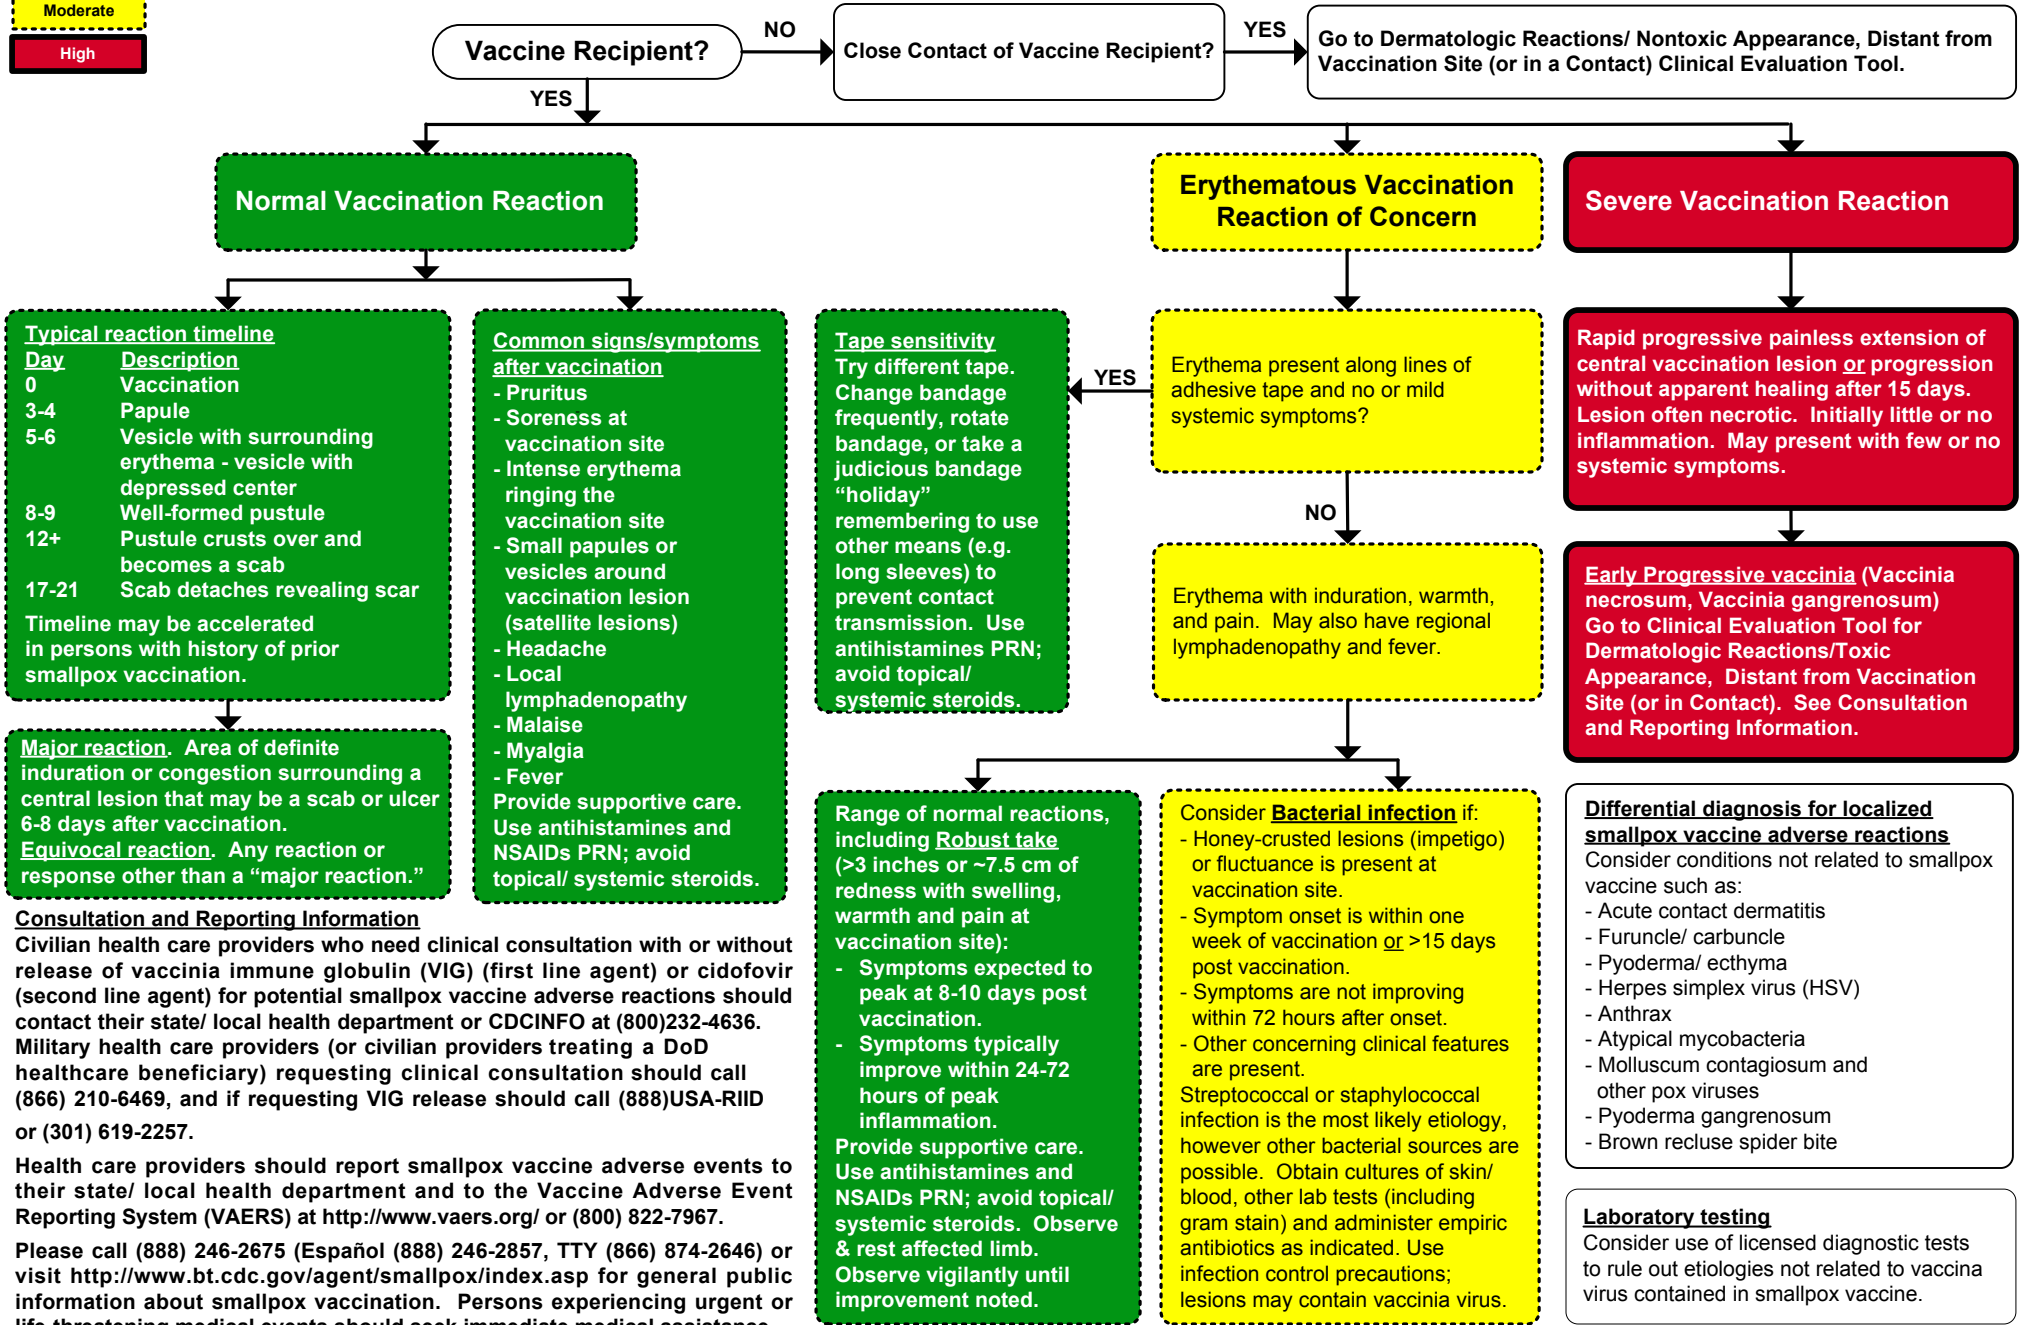 Moderate
High
Vaccine Recipient?
NO
Close Contact of Vaccine Recipient?
YES
Go to Dermatologic Reactions/ Nontoxic Appearance, Distant from
Vaccination Site (or in a Contact) Clinical Evaluation Tool.
YES
Normal Vaccination Reaction
Erythematous Vaccination
Reaction of Concern
Severe Vaccination Reaction
Typical reaction timeline
Day Description
0 Vaccination
3-4 Papule
5-6 Vesicle with surrounding
erythema - vesicle with
depressed center
8-9 Well-formed pustule
12+ Pustule crusts over and
becomes a scab
17-21 Scab detaches revealing scar
Timeline may be accelerated
in persons with history of prior
smallpox vaccination.
Major reaction. Area of definite
induration or congestion surrounding a
central lesion that may be a scab or ulcer
6-8 days after vaccination.
Equivocal reaction. Any reaction or
response other than a “major reaction.”
Common signs/symptoms
after vaccination
- Pruritus
- Soreness at
vaccination site
- Intense erythema
ringing the
vaccination site
- Small papules or
vesicles around
vaccination lesion
(satellite lesions)
- Headache
- Local
lymphadenopathy
- Malaise
- Myalgia
- Fever
Provide supportive care.
Use antihistamines and
NSAIDs PRN; avoid
topical/ systemic steroids.
Tape sensitivity
Try different tape.
Change bandage
frequently, rotate
bandage, or take a
judicious bandage
“holiday”
remembering to use
other means (e.g.
long sleeves) to
prevent contact
transmission. Use
antihistamines PRN;
avoid topical/
systemic steroids.
YES
Erythema present along lines of
adhesive tape and no or mild
systemic symptoms?
NO
Erythema with induration, warmth,
and pain. May also have regional
lymphadenopathy and fever.
Range of normal reactions,
including Robust take
(>3 inches or ~7.5 cm of
redness with swelling,
warmth and pain at
vaccination site):
- Symptoms expected to
peak at 8-10 days post
vaccination.
- Symptoms typically
improve within 24-72
hours of peak
inflammation.
Provide supportive care.
Use antihistamines and
NSAIDs PRN; avoid topical/
systemic steroids. Observe
& rest affected limb.
Observe vigilantly until
improvement noted.
Consider Bacterial infection if:
- Honey-crusted lesions (impetigo)
or fluctuance is present at
vaccination site.
- Symptom onset is within one
week of vaccination or >15 days
post vaccination.
- Symptoms are not improving
within 72 hours after onset.
- Other concerning clinical features
are present.
Streptococcal or staphylococcal
infection is the most likely etiology,
however other bacterial sources are
possible. Obtain cultures of skin/
blood, other lab tests (including
gram stain) and administer empiric
antibiotics as indicated. Use
infection control precautions;
lesions may contain vaccinia virus.
Rapid progressive painless extension of
central vaccination lesion or progression
without apparent healing after 15 days.
Lesion often necrotic. Initially little or no
inflammation. May present with few or no
systemic symptoms.
Early Progressive vaccinia (Vaccinia
necrosum, Vaccinia gangrenosum)
Go to Clinical Evaluation Tool for
Dermatologic Reactions/Toxic
Appearance, Distant from Vaccination
Site (or in Contact). See Consultation
and Reporting Information.
Differential diagnosis for localized
smallpox vaccine adverse reactions
Consider conditions not related to smallpox
vaccine such as:
- Acute contact dermatitis
- Furuncle/ carbuncle
- Pyoderma/ ecthyma
- Herpes simplex virus (HSV)
- Anthrax
- Atypical mycobacteria
- Molluscum contagiosum and
other pox viruses
- Pyoderma gangrenosum
- Brown recluse spider bite
Laboratory testing
Consider use of licensed diagnostic tests
to rule out etiologies not related to vaccina
virus contained in smallpox vaccine.
Consultation and Reporting Information
Civilian health care providers who need clinical consultation with or without
release of vaccinia immune globulin (VIG) (first line agent) or cidofovir
(second line agent) for potential smallpox vaccine adverse reactions should
contact their state/ local health department or CDCINFO at (800)232-4636.
Military health care providers (or civilian providers treating a DoD
healthcare beneficiary) requesting clinical consultation should call
(866) 210-6469, and if requesting VIG release should call (888)USA-RIID
or (301) 619-2257.
Health care providers should report smallpox vaccine adverse events to
their state/ local health department and to the Vaccine Adverse Event
Reporting System (VAERS) at http://www.vaers.org/ or (800) 822-7967.
Please call (888) 246-2675 (Español (888) 246-2857, TTY (866) 874-2646) or
visit http://www.bt.cdc.gov/agent/smallpox/index.asp for general public
information about smallpox vaccination. Persons experiencing urgent or
life-threatening medical events should seek immediate medical assistance